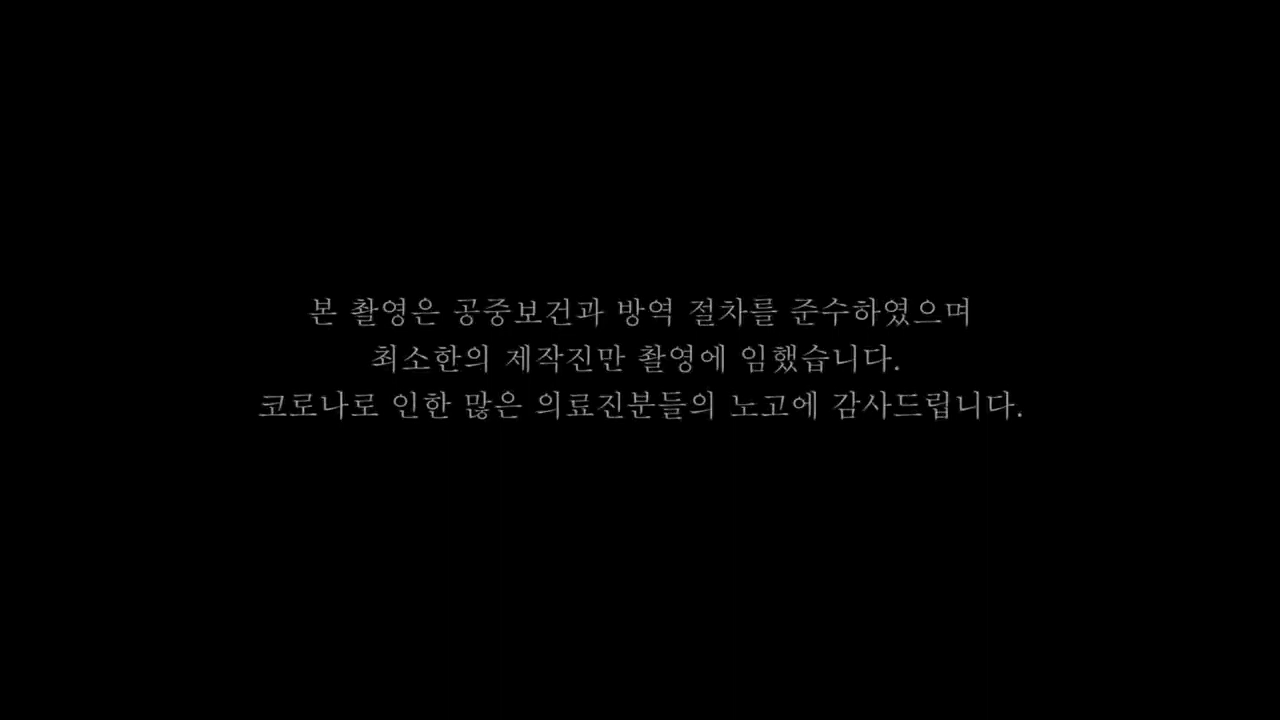 본 촬영은 공중보건과 방역 절차를 준수하였으며
최소한의 제작진만 촬영에 임했습니다.
코로나로 인한 많은 의료진분들의 노고에 감사드립니다.